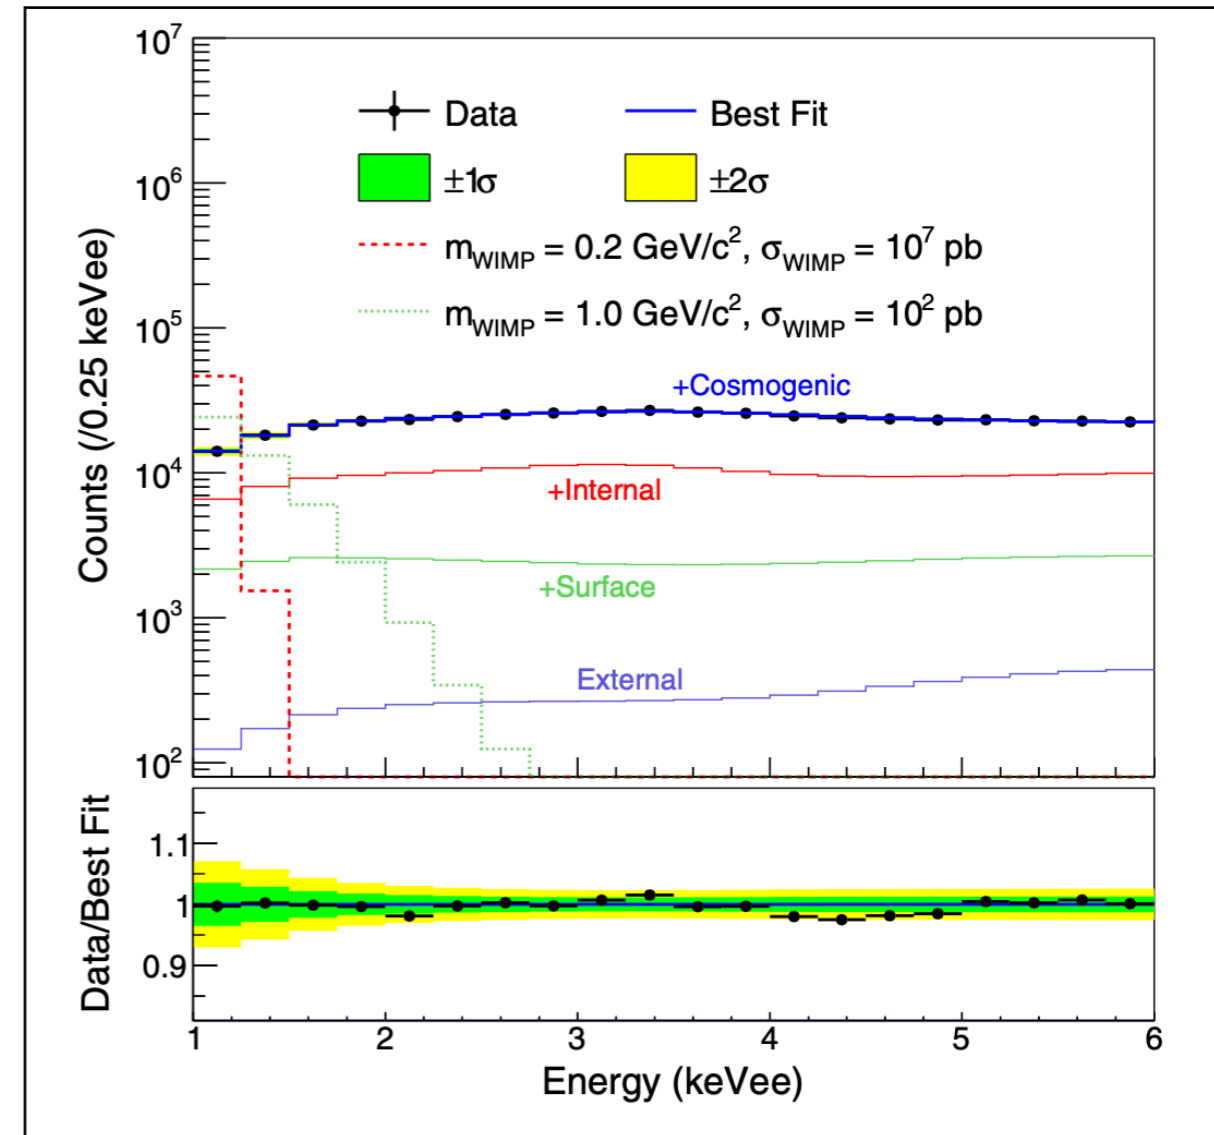 10⁷
10⁶
10⁵
10⁴
10³
10²
Counts (/0.25 keVee)
Data
Best Fit
±1σ
±2σ
m_WIMP = 0.2 GeV/c², σ_WIMP = 10⁷ pb
m_WIMP = 1.0 GeV/c², σ_WIMP = 10² pb
+Cosmogenic
+Internal
+Surface
External
Data/Best Fit
1.1
1
0.9
1 2 3 4 5 6
Energy (keVee)